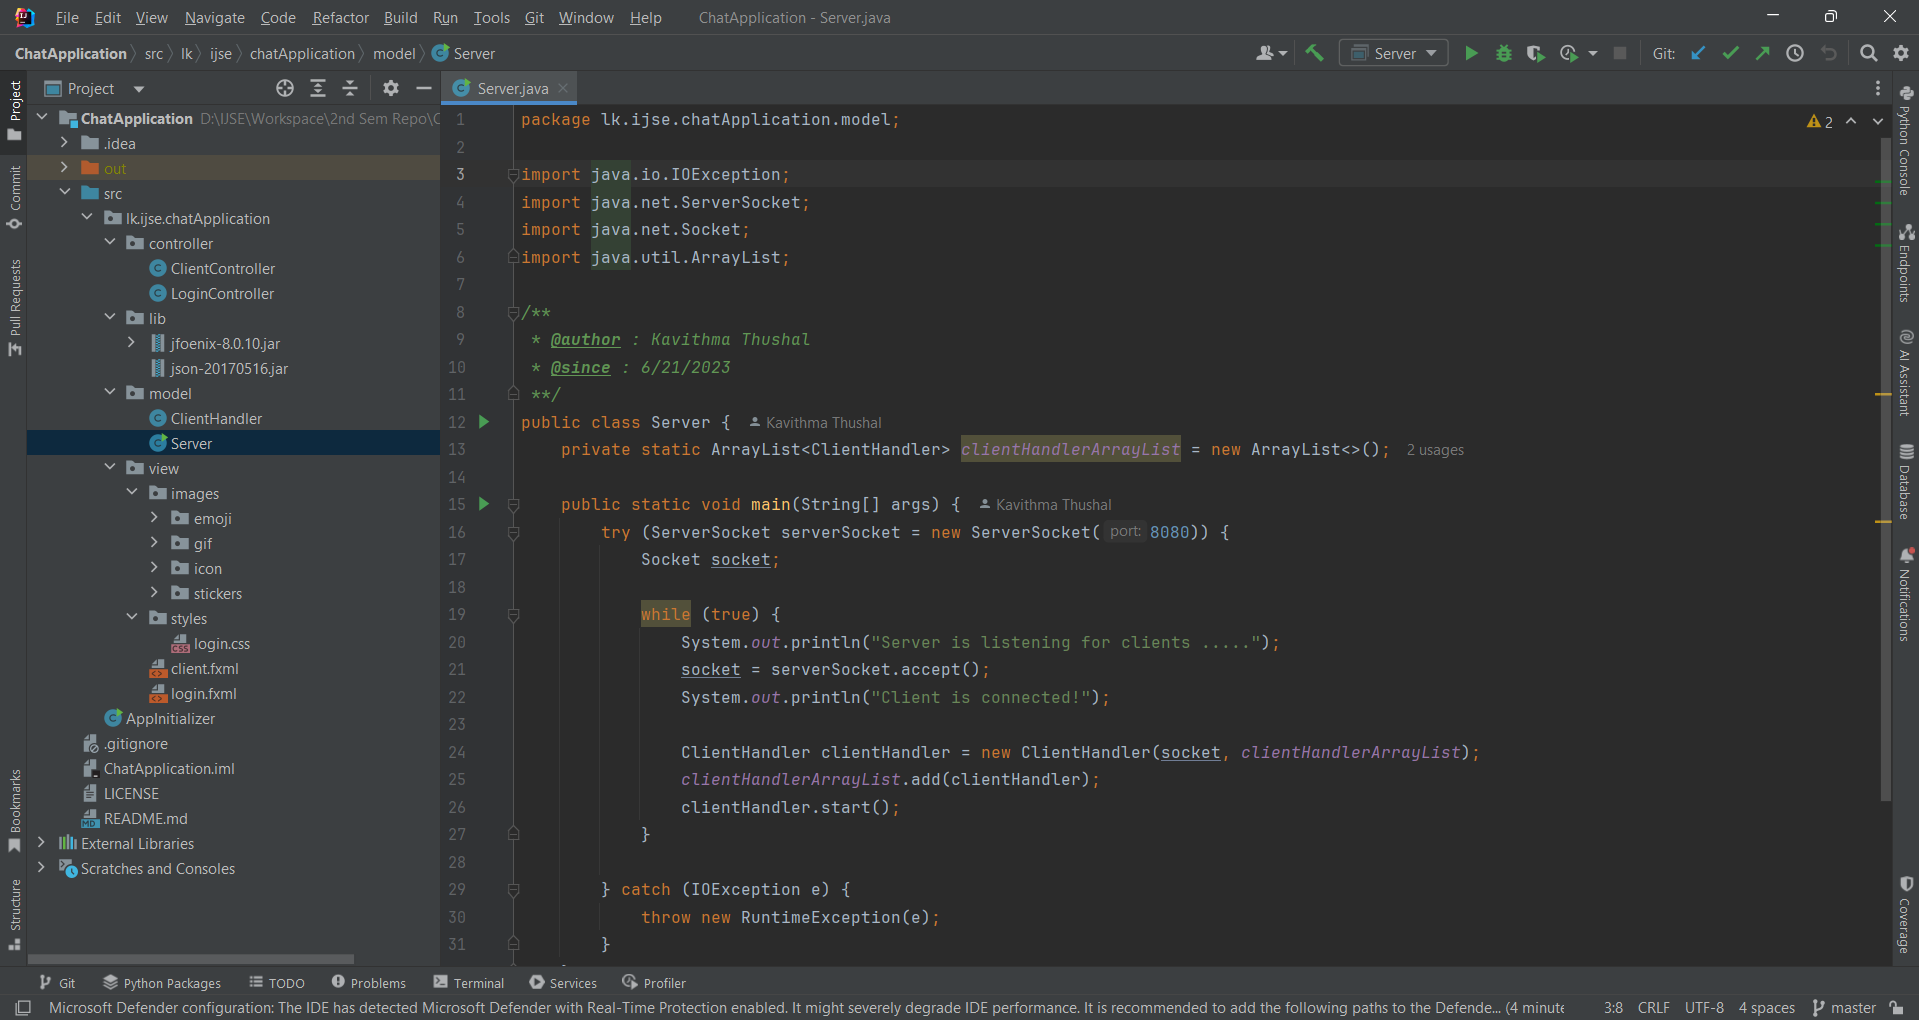 File Edit View Navigate Code Refactor Build Run Tools Git Window Help ChatApplication - Server.java
ChatApplication src lk ijse chatApplication model Server
Server Git:
Project
Server.java
Project
Commit
Pull Requests
Bookmarks
Structure
ChatApplication D:\IJSE\Workspace\2nd Sem Repo\C
.idea
out
src
lk.ijse.chatApplication
controller
ClientController
LoginController
lib
jfoenix-8.0.10.jar
json-20170516.jar
model
ClientHandler
Server
view
images
emoji
gif
icon
stickers
styles
login.css
client.fxml
login.fxml
AppInitializer
.gitignore
ChatApplication.iml
LICENSE
README.md
External Libraries
Scratches and Consoles
1 package lk.ijse.chatApplication.model;
2
3 import java.io.IOException;
4 import java.net.ServerSocket;
5 import java.net.Socket;
6 import java.util.ArrayList;
7
8 /**
9 * @author : Kavithma Thushal
10 * @since : 6/21/2023
11 **/
12 public class Server { Kavithma Thushal
13 private static ArrayList<ClientHandler> clientHandlerArrayList = new ArrayList<>(); 2 usages
14
15 public static void main(String[] args) { Kavithma Thushal
16 try (ServerSocket serverSocket = new ServerSocket( port: 8080)) {
17 Socket socket;
18
19 while (true) {
20 System.out.println("Server is listening for clients .....");
21 socket = serverSocket.accept();
22 System.out.println("Client is connected!");
23
24 ClientHandler clientHandler = new ClientHandler(socket, clientHandlerArrayList);
25 clientHandlerArrayList.add(clientHandler);
26 clientHandler.start();
27 }
28
29 } catch (IOException e) {
30 throw new RuntimeException(e);
31 }
2
Python Console
Endpoints
AI Assistant
Database
Notifications
Coverage
Git Python Packages TODO Problems Terminal Services Profiler
Microsoft Defender configuration: The IDE has detected Microsoft Defender with Real-Time Protection enabled. It might severely degrade IDE performance. It is recommended to add the following paths to the Defende... (4 minute 3:8 CRLF UTF-8 4 spaces master